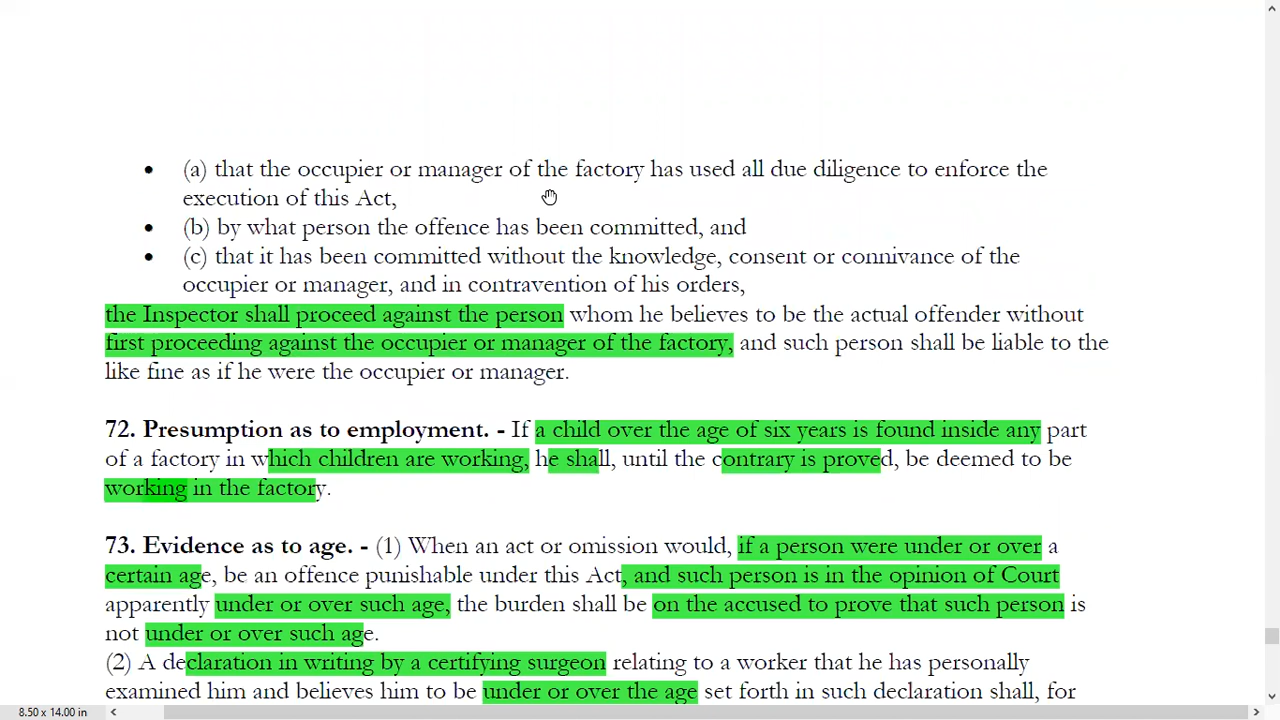 • (a) that the occupier or manager of the factory has used all due diligence to enforce the
execution of this Act,
• (b) by what person the offence has been committed, and
• (c) that it has been committed without the knowledge, consent or connivance of the
occupier or manager, and in contravention of his orders,
the Inspector shall proceed against the person whom he believes to be the actual offender without
first proceeding against the occupier or manager of the factory, and such person shall be liable to the
like fine as if he were the occupier or manager.
72. Presumption as to employment. - If a child over the age of six years is found inside any part
of a factory in which children are working, he shall, until the contrary is proved, be deemed to be
working in the factory.
73. Evidence as to age. - (1) When an act or omission would, if a person were under or over a
certain age, be an offence punishable under this Act, and such person is in the opinion of Court
apparently under or over such age, the burden shall be on the accused to prove that such person is
not under or over such age.
(2) A declaration in writing by a certifying surgeon relating to a worker that he has personally
examined him and believes him to be under or over the age set forth in such declaration shall, for
8.50 x 14.00 in